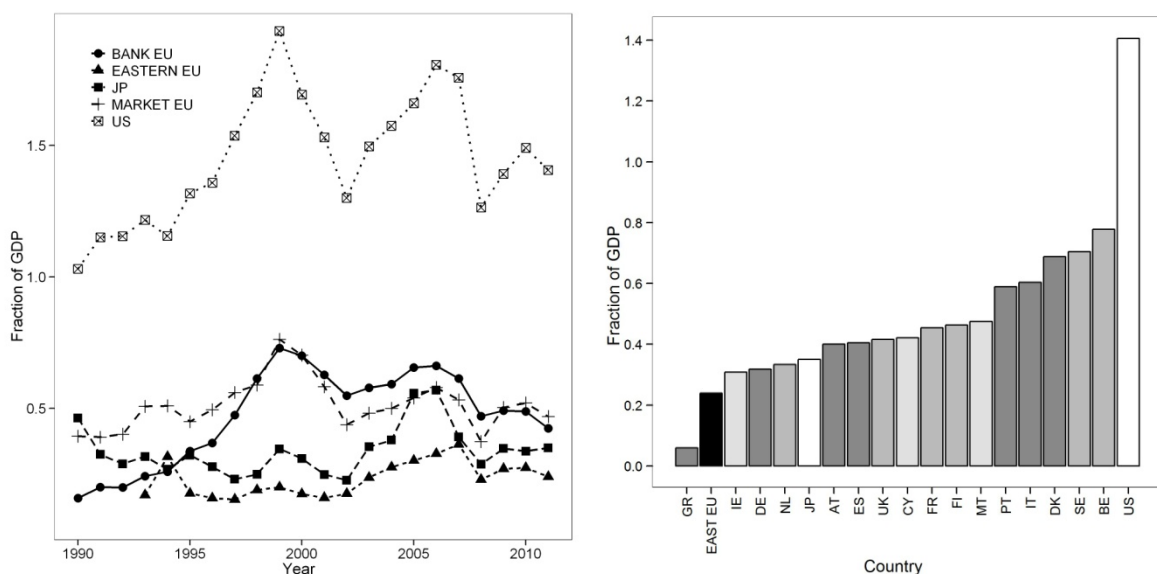 BANK EU
EASTERN EU
JP
MARKET EU
US
Fraction of GDP
1.5
1.0
0.5
1990
1995
2000
2005
2010
Year
Fraction of GDP
1.4
1.2
1.0
0.8
0.6
0.4
0.2
0.0
GR
EAST EU
IE
DE
NL
JP
AT
ES
UK
CY
FR
FI
MT
PT
IT
DK
SE
BE
US
Country